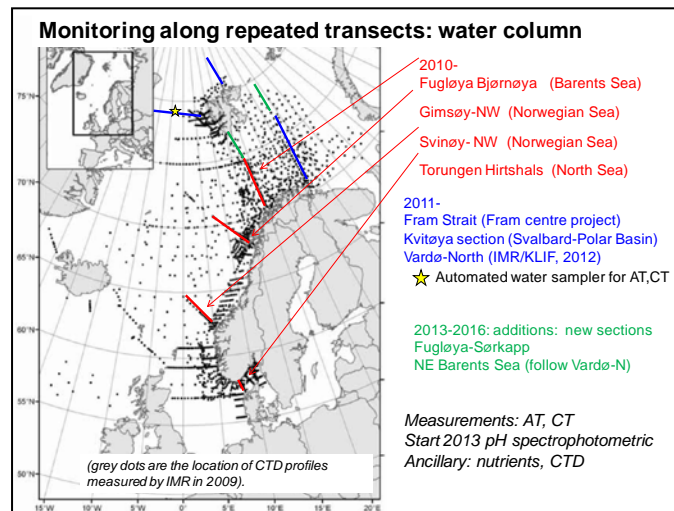 Monitoring along repeated transects: water column
2010-
Fugløya Bjørnøya (Barents Sea)
Gimsøy-NW (Norwegian Sea)
Svinøy- NW (Norwegian Sea)
Torungen Hirtshals (North Sea)
2011-
Fram Strait (Fram centre project)
Kvitøya section (Svalbard-Polar Basin)
Vardø-North (IMR/KLIF, 2012)
Automated water sampler for AT,CT
2013-2016: additions: new sections
Fugløya-Sørkapp
NE Barents Sea (follow Vardø-N)
Measurements: AT, CT
Start 2013 pH spectrophotometric
Ancillary: nutrients, CTD
75°N
70°N
65°N
60°N
55°N
50°N
(grey dots are the location of CTD profiles
measured by IMR in 2009).
15°W 10°W 5°W 0° 5°E 10°E 15°E 20°E